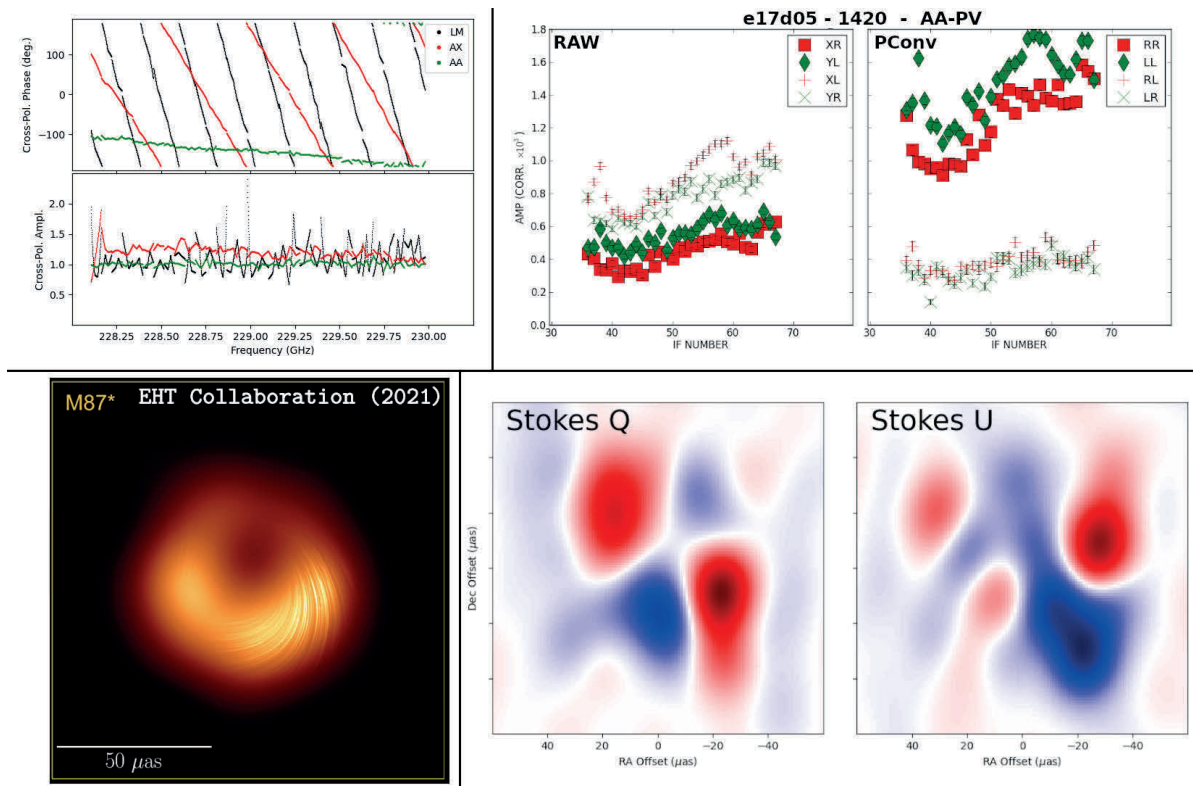 Cross-Pol. Phase (deg.)
100
0
−100
LM
AX
AA
Cross-Pol. Ampl.
2.0
1.5
1.0
0.5
228.25 228.50 228.75 229.00 229.25 229.50 229.75 230.00
Frequency (GHz)
e17d05 - 1420 - AA-PV
RAW
XR
YL
XL
YR
PConv
RR
LL
RL
LR
AMP (CORR. ×10³)
1.8
1.6
1.4
1.2
1.0
0.8
0.6
0.4
0.2
0.0
30 40 50 60 70
IF NUMBER
30 40 50 60 70
IF NUMBER
M87* EHT Collaboration (2021)
50 μas
Stokes Q
Stokes U
Dec Offset (μas)
60 40 20 0 −20 −40
RA Offset (μas)
60 40 20 0 −20 −40
RA Offset (μas)